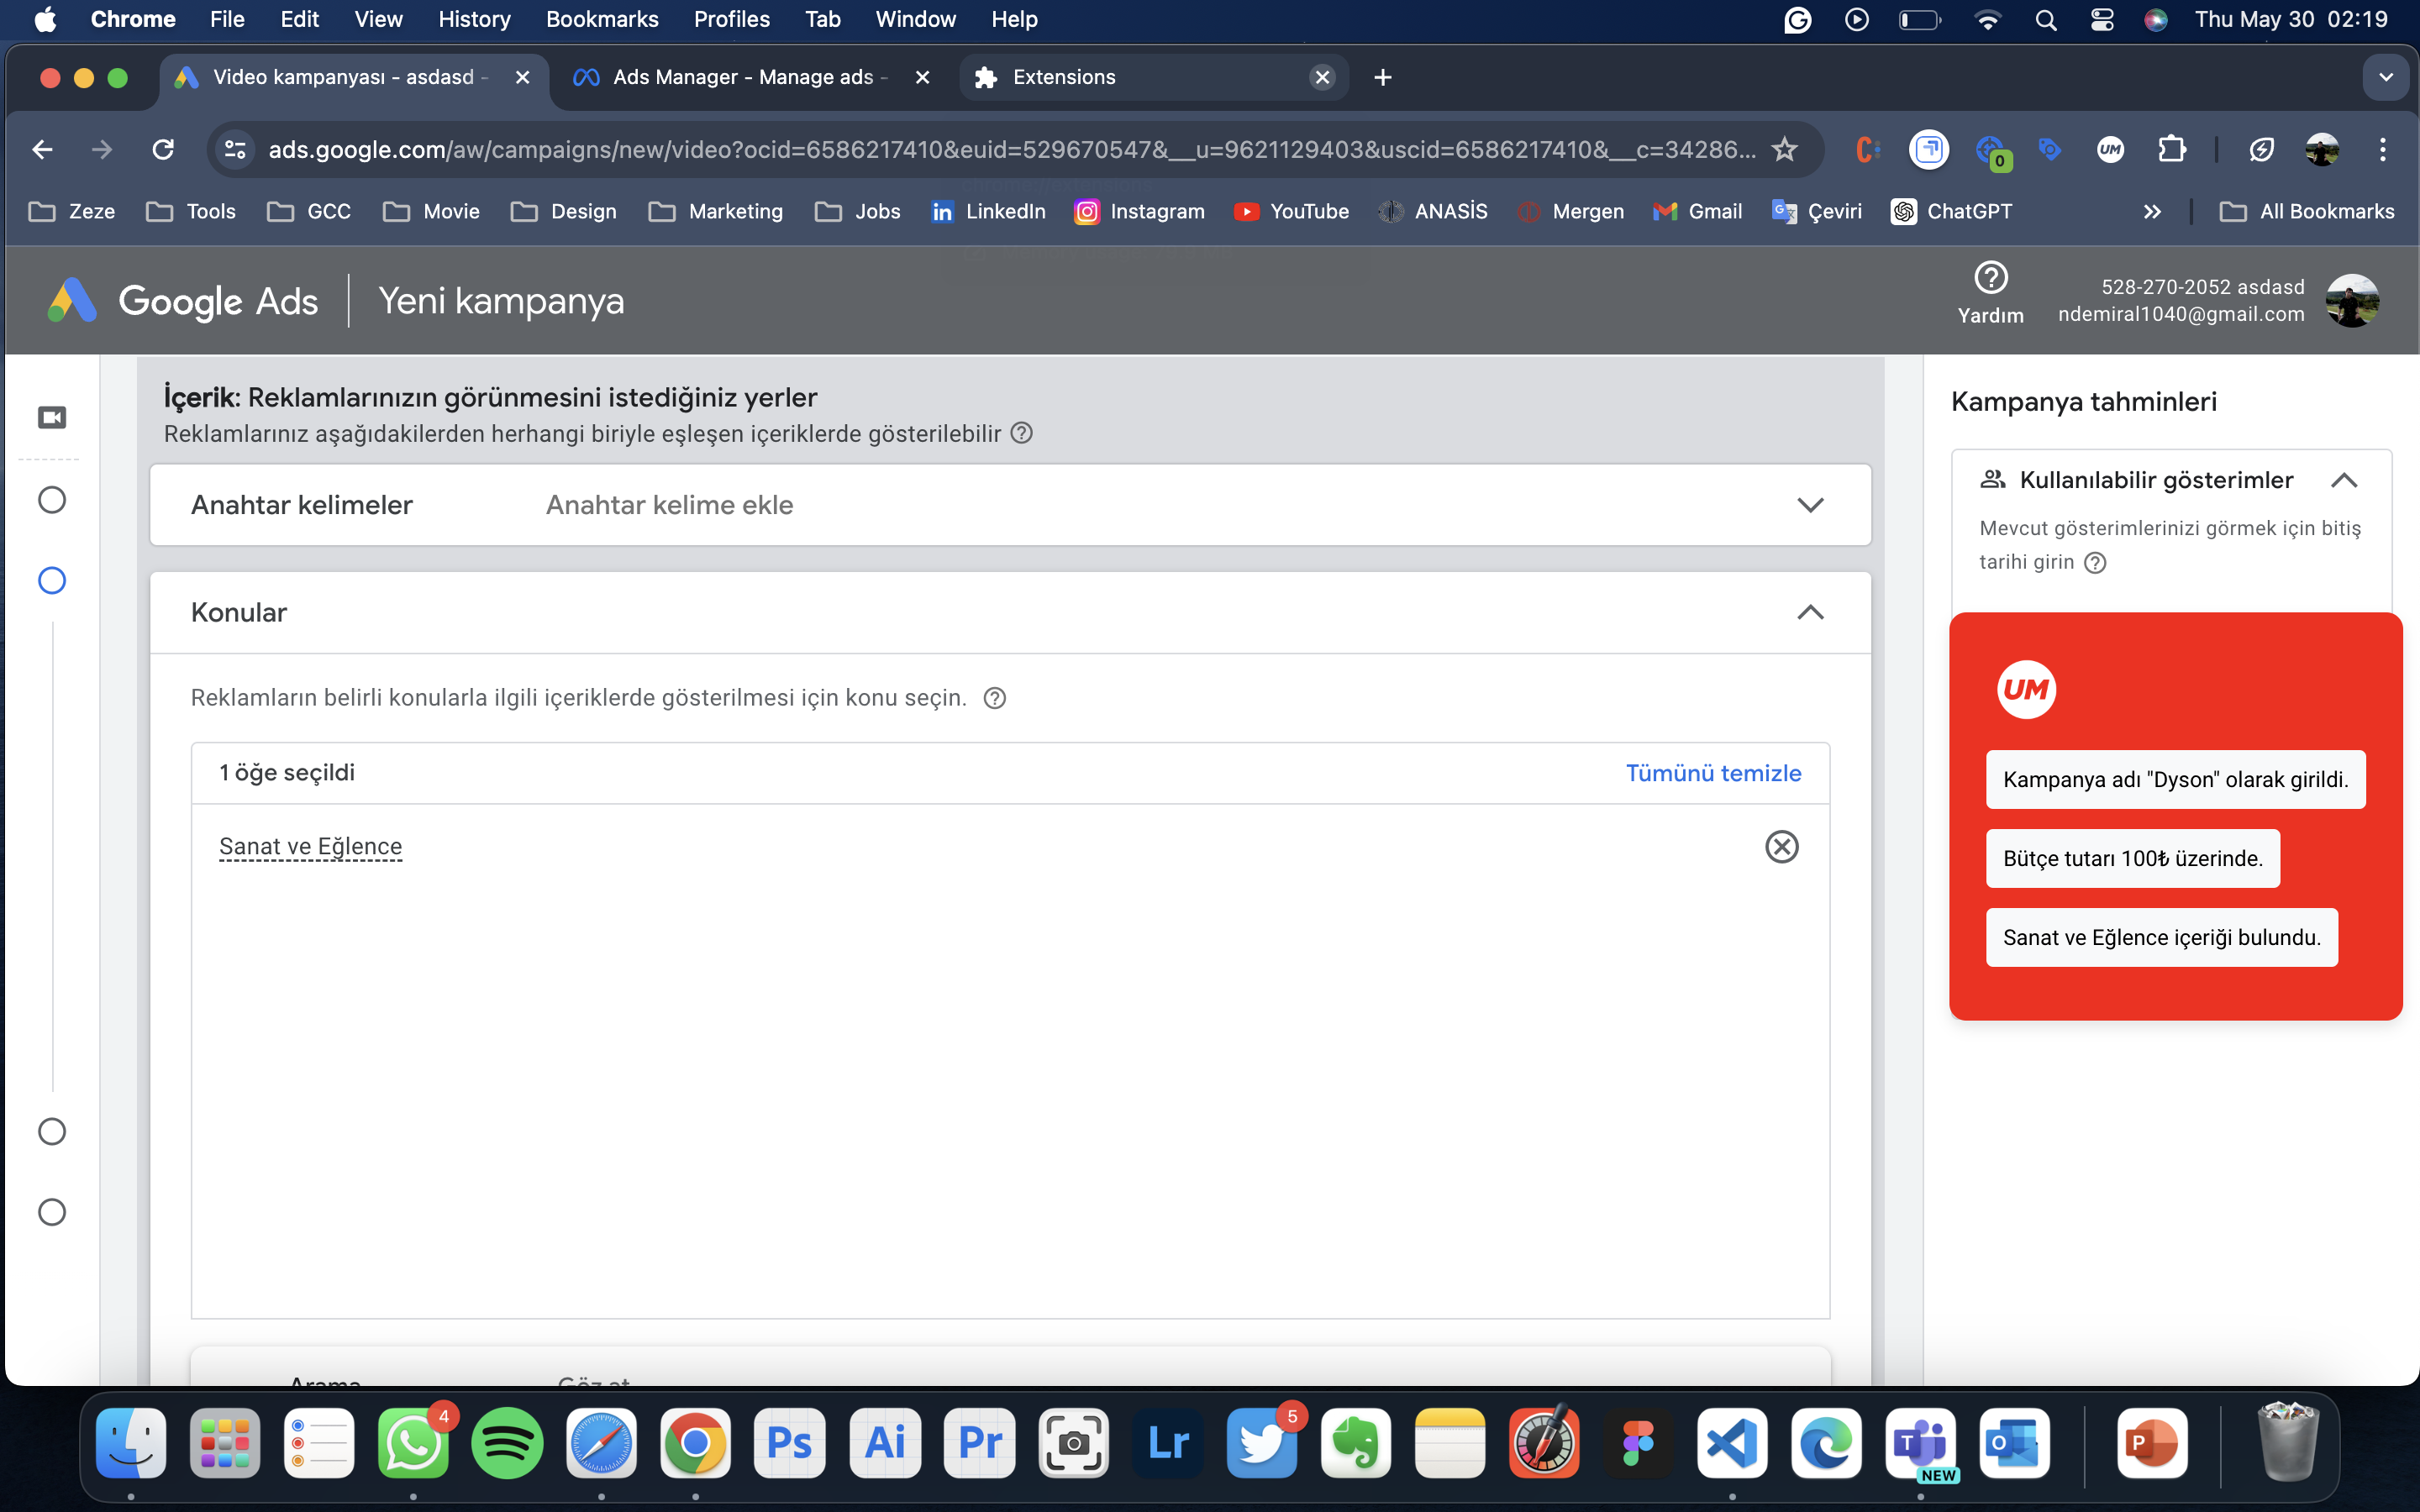 Chrome File Edit View History Bookmarks Profiles Tab Window Help Thu May 30 02:19
Video kampanyası - asdasd - Ads Manager - Manage ads - Extensions
ads.google.com/aw/campaigns/new/video?ocid=6586217410&euid=529670547&__u=9621129403&uscid=6586217410&__c=34286... 0 UM
Zeze Tools GCC Movie Design Marketing Jobs LinkedIn Instagram YouTube ANASİS Mergen Gmail Çeviri ChatGPT All Bookmarks
Google Ads Yeni kampanya
Yardım
528-270-2052 asdasd
ndemiral1040@gmail.com
İçerik: Reklamlarınızın görünmesini istediğiniz yerler
Reklamlarınız aşağıdakilerden herhangi biriyle eşleşen içeriklerde gösterilebilir
Anahtar kelimeler Anahtar kelime ekle
Konular
Reklamların belirli konularla ilgili içeriklerde gösterilmesi için konu seçin.
1 öğe seçildi Tümünü temizle
Sanat ve Eğlence
Kampanya tahminleri
Kullanılabilir gösterimler
Mevcut gösterimlerinizi görmek için bitiş
tarihi girin
UM
Kampanya adı "Dyson" olarak girildi.
Bütçe tutarı 100₺ üzerinde.
Sanat ve Eğlence içeriği bulundu.
4 Ps Ai Pr Lr 5 T NEW O P